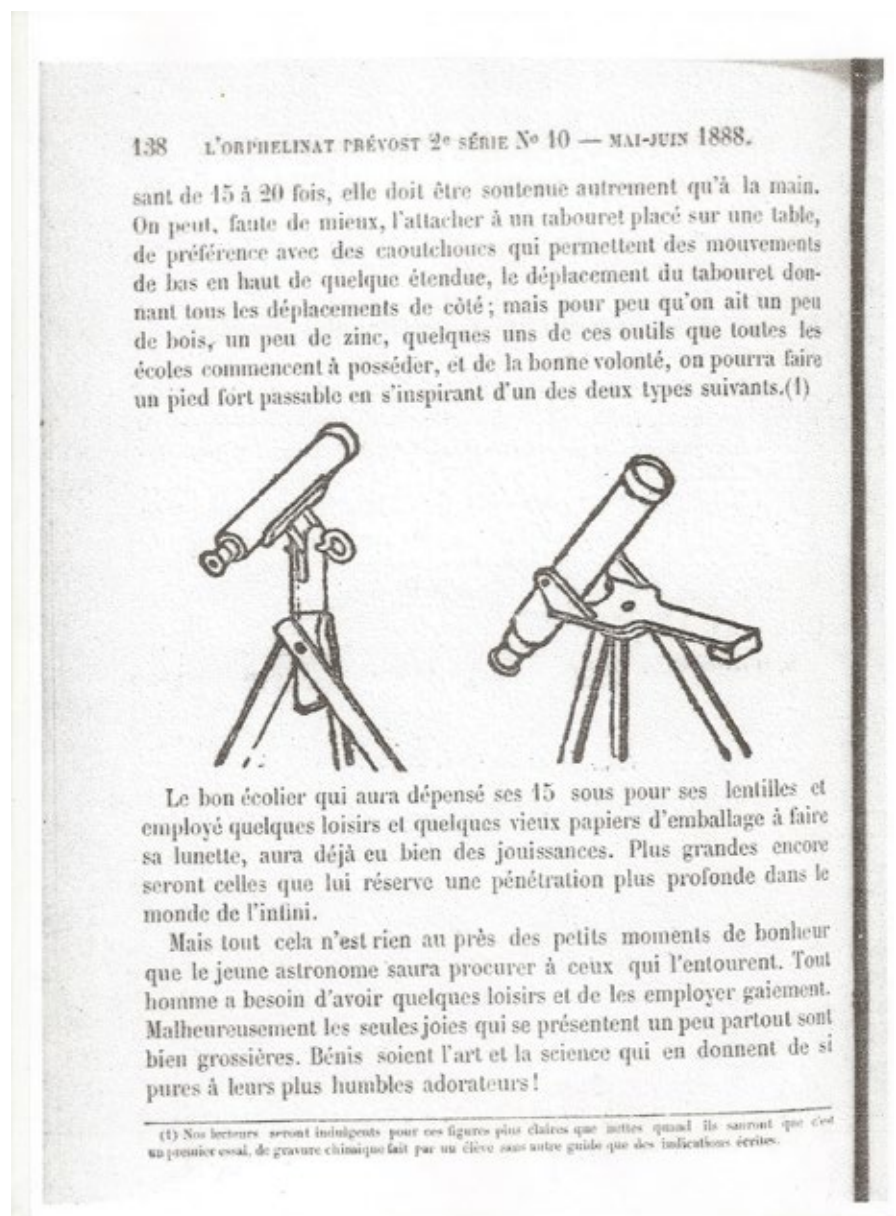 138 L'ORPHELINAT PRÉVOST 2e SÉRIE No 10 — MAI-JUIN 1888.
sant de 15 à 20 fois, elle doit être soutenue autrement qu'à la main.
On peut, faute de mieux, l'attacher à un tabouret placé sur une table,
de préférence avec des caoutchoucs qui permettent des mouvements
de bas en haut de quelque étendue, le déplacement du tabouret don-
nant tous les déplacements de côté ; mais pour peu qu'on ait un peu
de bois, un peu de zinc, quelques uns de ces outils que toutes les
écoles commencent à posséder, et de la bonne volonté, on pourra faire
un pied fort passable en s'inspirant d'un des deux types suivants.(1)
Le bon écolier qui aura dépensé ses 15 sous pour ses lentilles et
employé quelques loisirs et quelques vieux papiers d'emballage à faire
sa lunette, aura déjà eu bien des jouissances. Plus grandes encore
seront celles que lui réserve une pénétration plus profonde dans le
monde de l'infini.
Mais tout cela n'est rien au près des petits moments de bonheur
que le jeune astronome saura procurer à ceux qui l'entourent. Tout
homme a besoin d'avoir quelques loisirs et de les employer gaiement.
Malheureusement les seules joies qui se présentent un peu partout sont
bien grossières. Bénis soient l'art et la science qui en donnent de si
pures à leurs plus humbles adorateurs !
(1) Nos lecteurs seront indulgents pour ces figures plus claires que nettes quand ils sauront que c'est
un premier essai, de gravure chimique fait par un élève sans autre guide que des indications écrites.